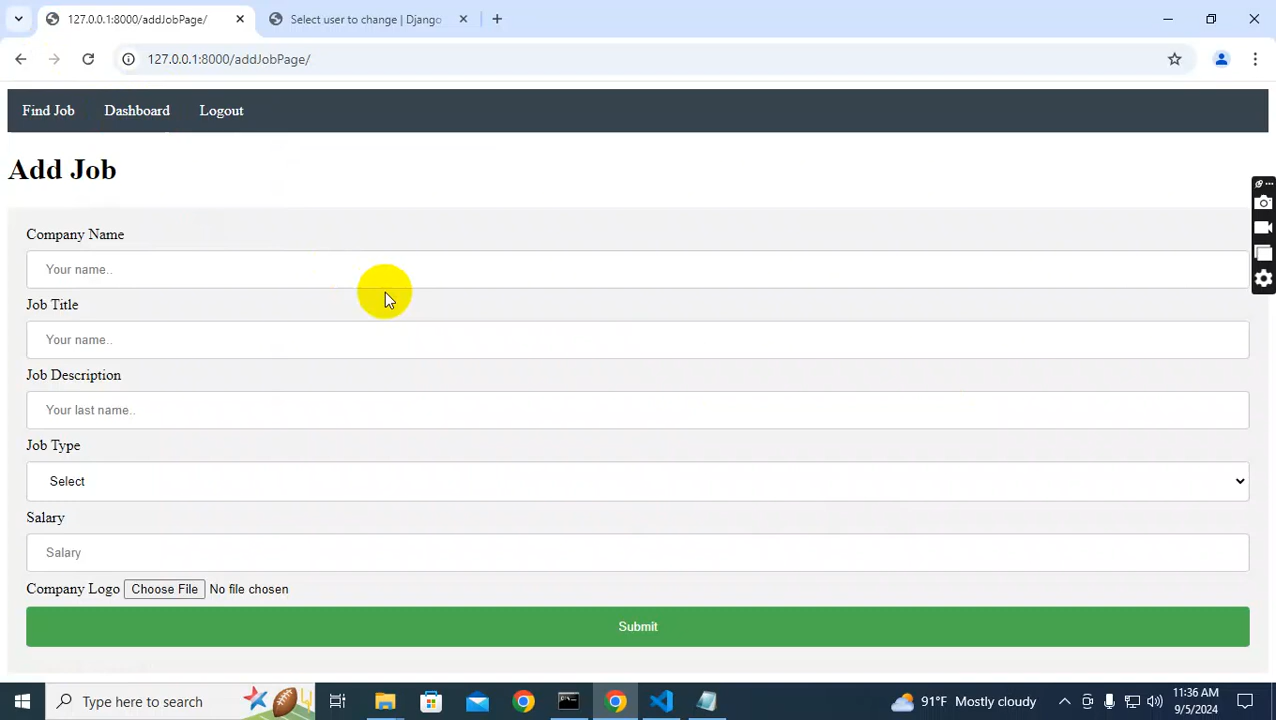 127.0.0.1:8000/addJobPage/
Select user to change | Django
127.0.0.1:8000/addJobPage/
Find Job Dashboard Logout
Add Job
Company Name
Your name..
Job Title
Your name..
Job Description
Your last name..
Job Type
Select
Salary
Salary
Company Logo Choose File No file chosen
Submit
Type here to search
91°F Mostly cloudy
11:36 AM
9/5/2024